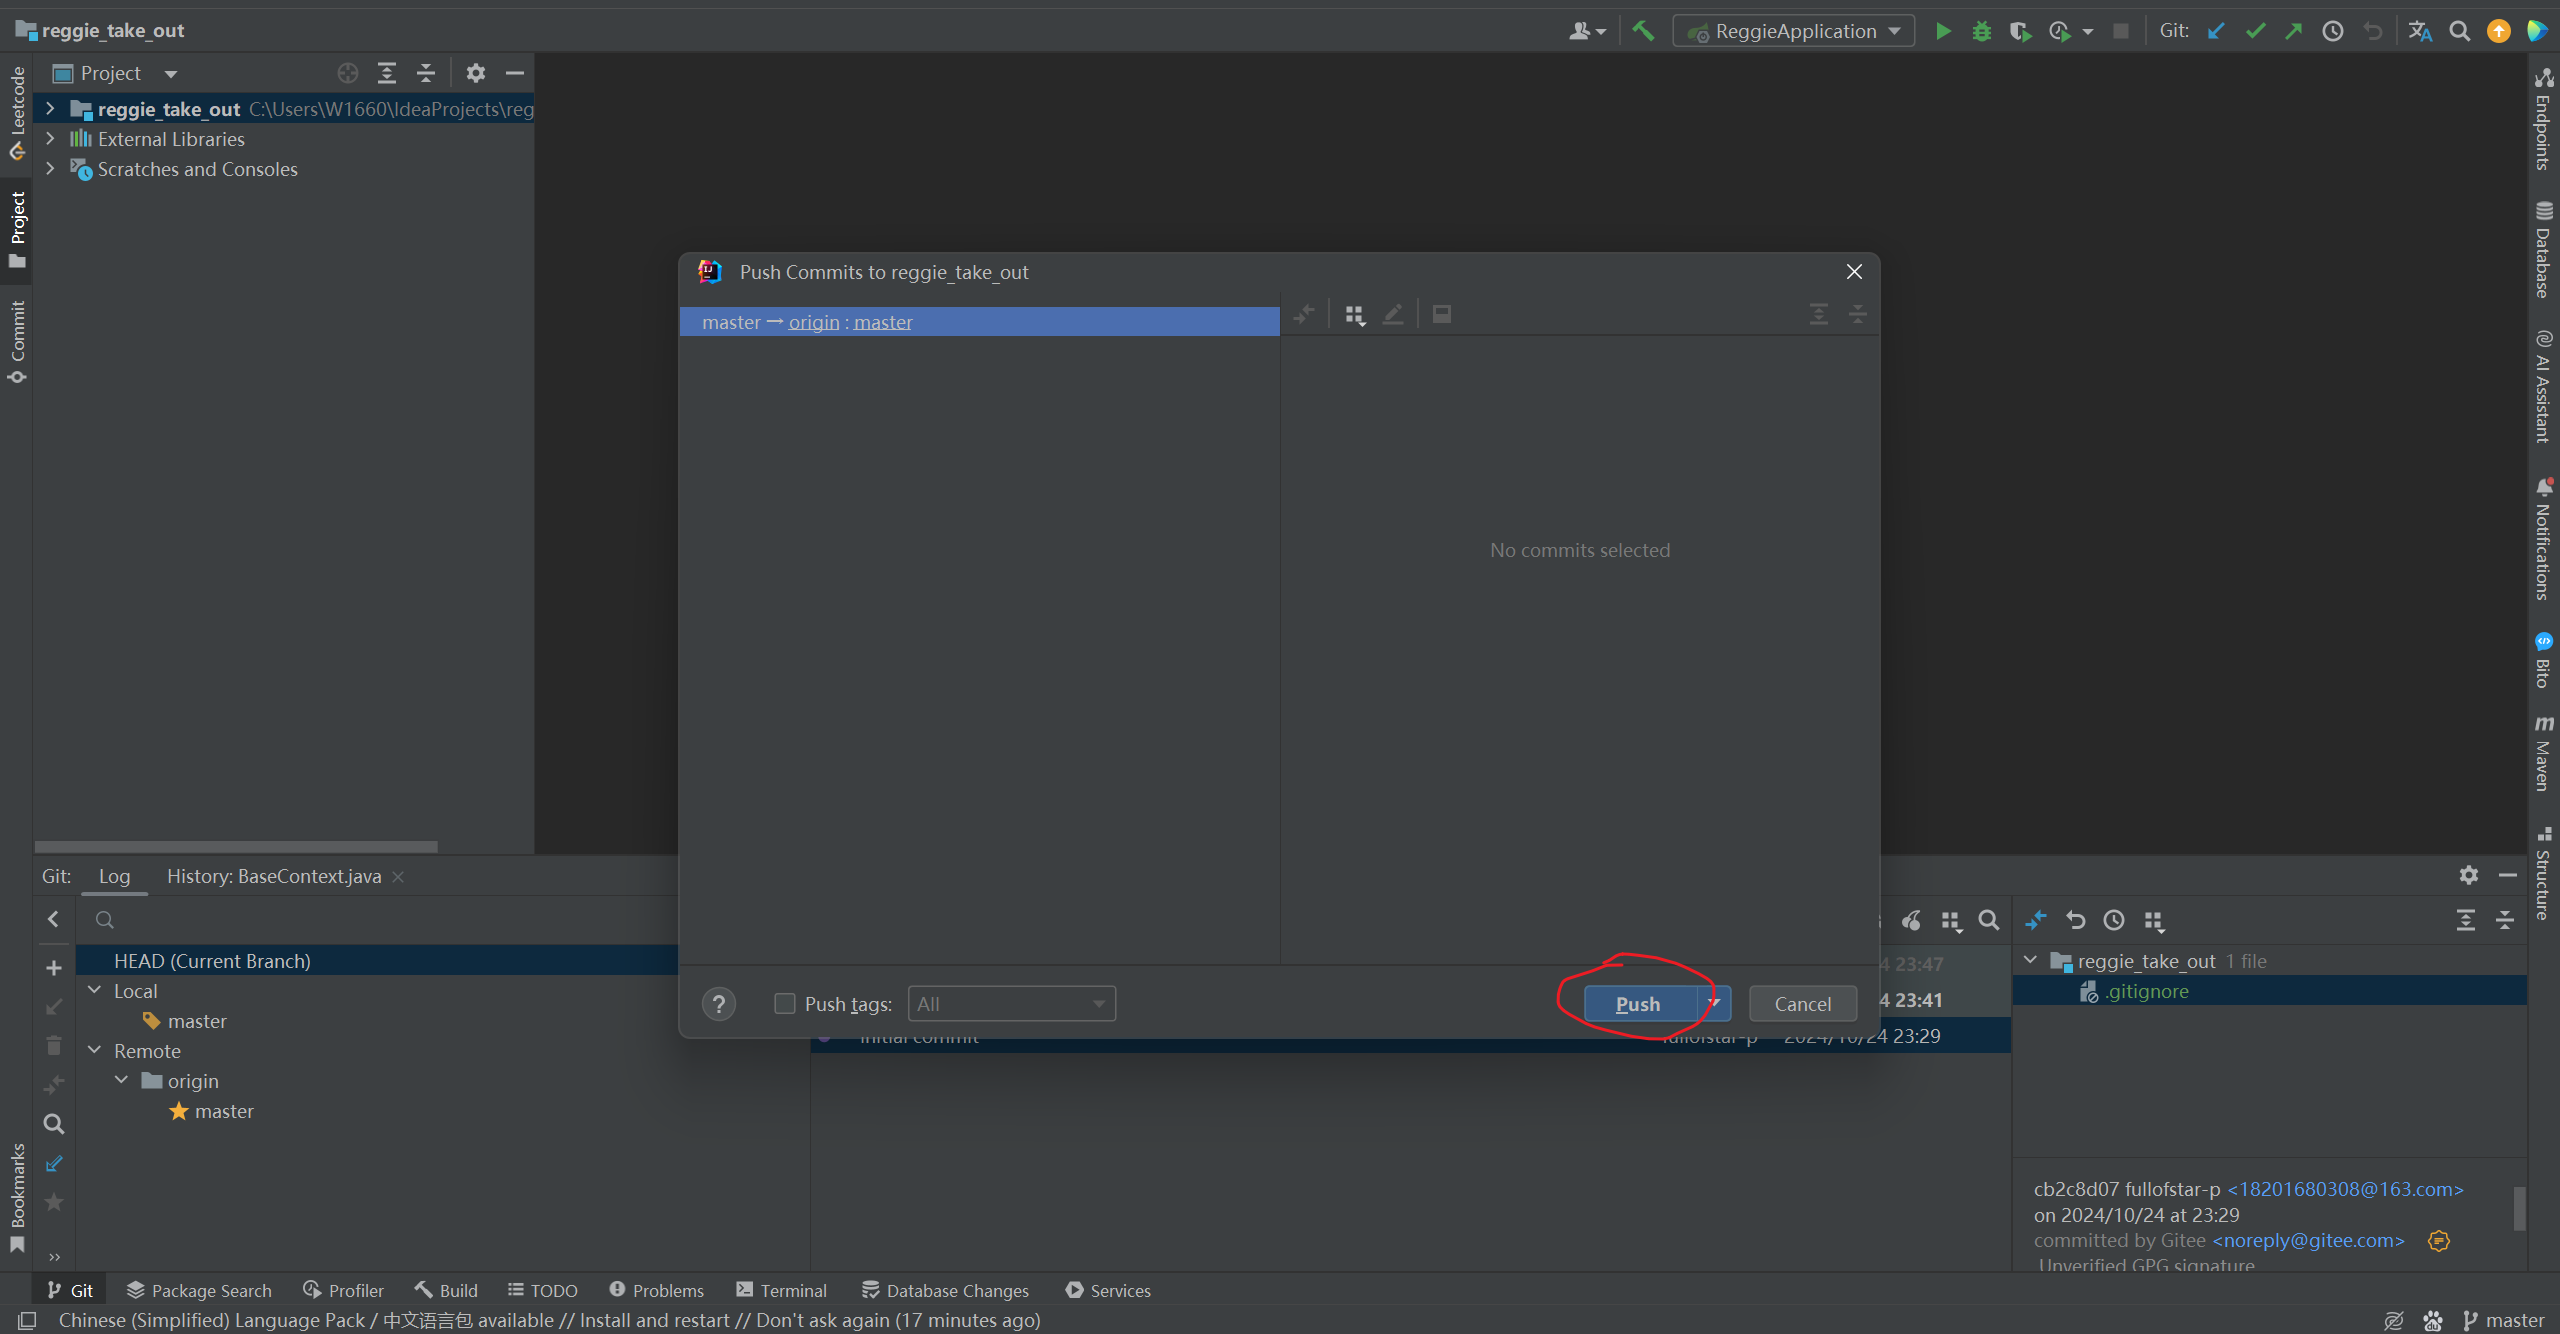 reggie_take_out
ReggieApplication
Git:
Project
reggie_take_out C:\Users\W1660\IdeaProjects\reg
External Libraries
Scratches and Consoles
Leetcode
Project
Commit
Bookmarks
Push Commits to reggie_take_out
master → origin : master
No commits selected
Push tags:
All
Push
Cancel
?
Endpoints
Database
AI Assistant
Notifications
Bito
Maven
Structure
Git:
Log
History: BaseContext.java
HEAD (Current Branch)
Local
master
Remote
origin
master
4 23:47
4 23:41
initial commit fullofstar-p 2024/10/24 23:29
reggie_take_out 1 file
.gitignore
cb2c8d07 fullofstar-p <18201680308@163.com>
on 2024/10/24 at 23:29
committed by Gitee <noreply@gitee.com>
Unverified GPG signature
Git
Package Search
Profiler
Build
TODO
Problems
Terminal
Database Changes
Services
Chinese (Simplified) Language Pack / 中文语言包 available // Install and restart // Don't ask again (17 minutes ago)
master